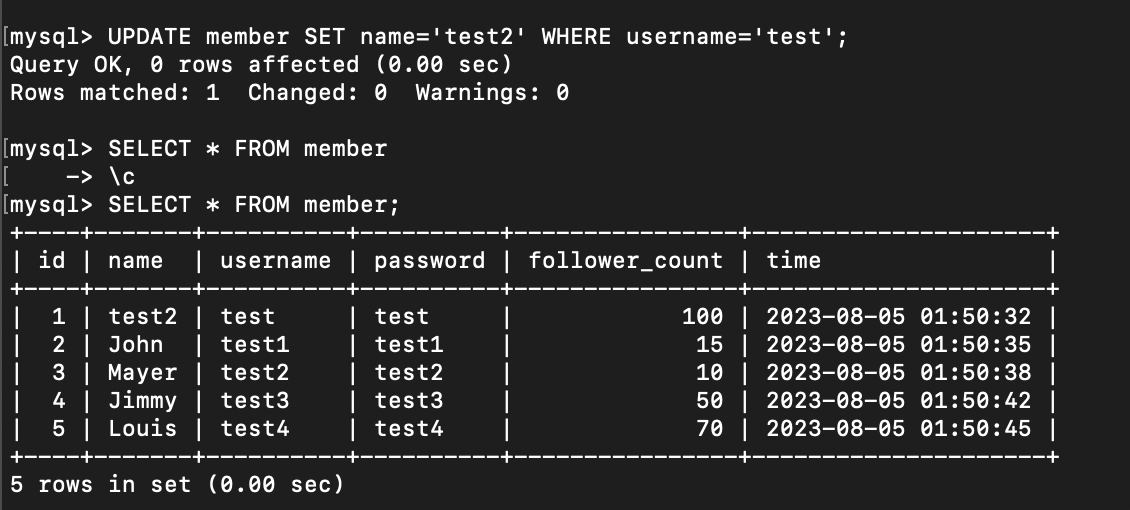 [mysql> UPDATE member SET name='test2' WHERE username='test';
Query OK, 0 rows affected (0.00 sec)
Rows matched: 1  Changed: 0  Warnings: 0
[mysql> SELECT * FROM member
[    -> \c
[mysql> SELECT * FROM member;
+----+-------+----------+----------+----------------+---------------------+
| id | name  | username | password | follower_count | time                |
+----+-------+----------+----------+----------------+---------------------+
|  1 | test2 | test     | test     |            100 | 2023-08-05 01:50:32 |
|  2 | John  | test1    | test1    |             15 | 2023-08-05 01:50:35 |
|  3 | Mayer | test2    | test2    |             10 | 2023-08-05 01:50:38 |
|  4 | Jimmy | test3    | test3    |             50 | 2023-08-05 01:50:42 |
|  5 | Louis | test4    | test4    |             70 | 2023-08-05 01:50:45 |
+----+-------+----------+----------+----------------+---------------------+
5 rows in set (0.00 sec)